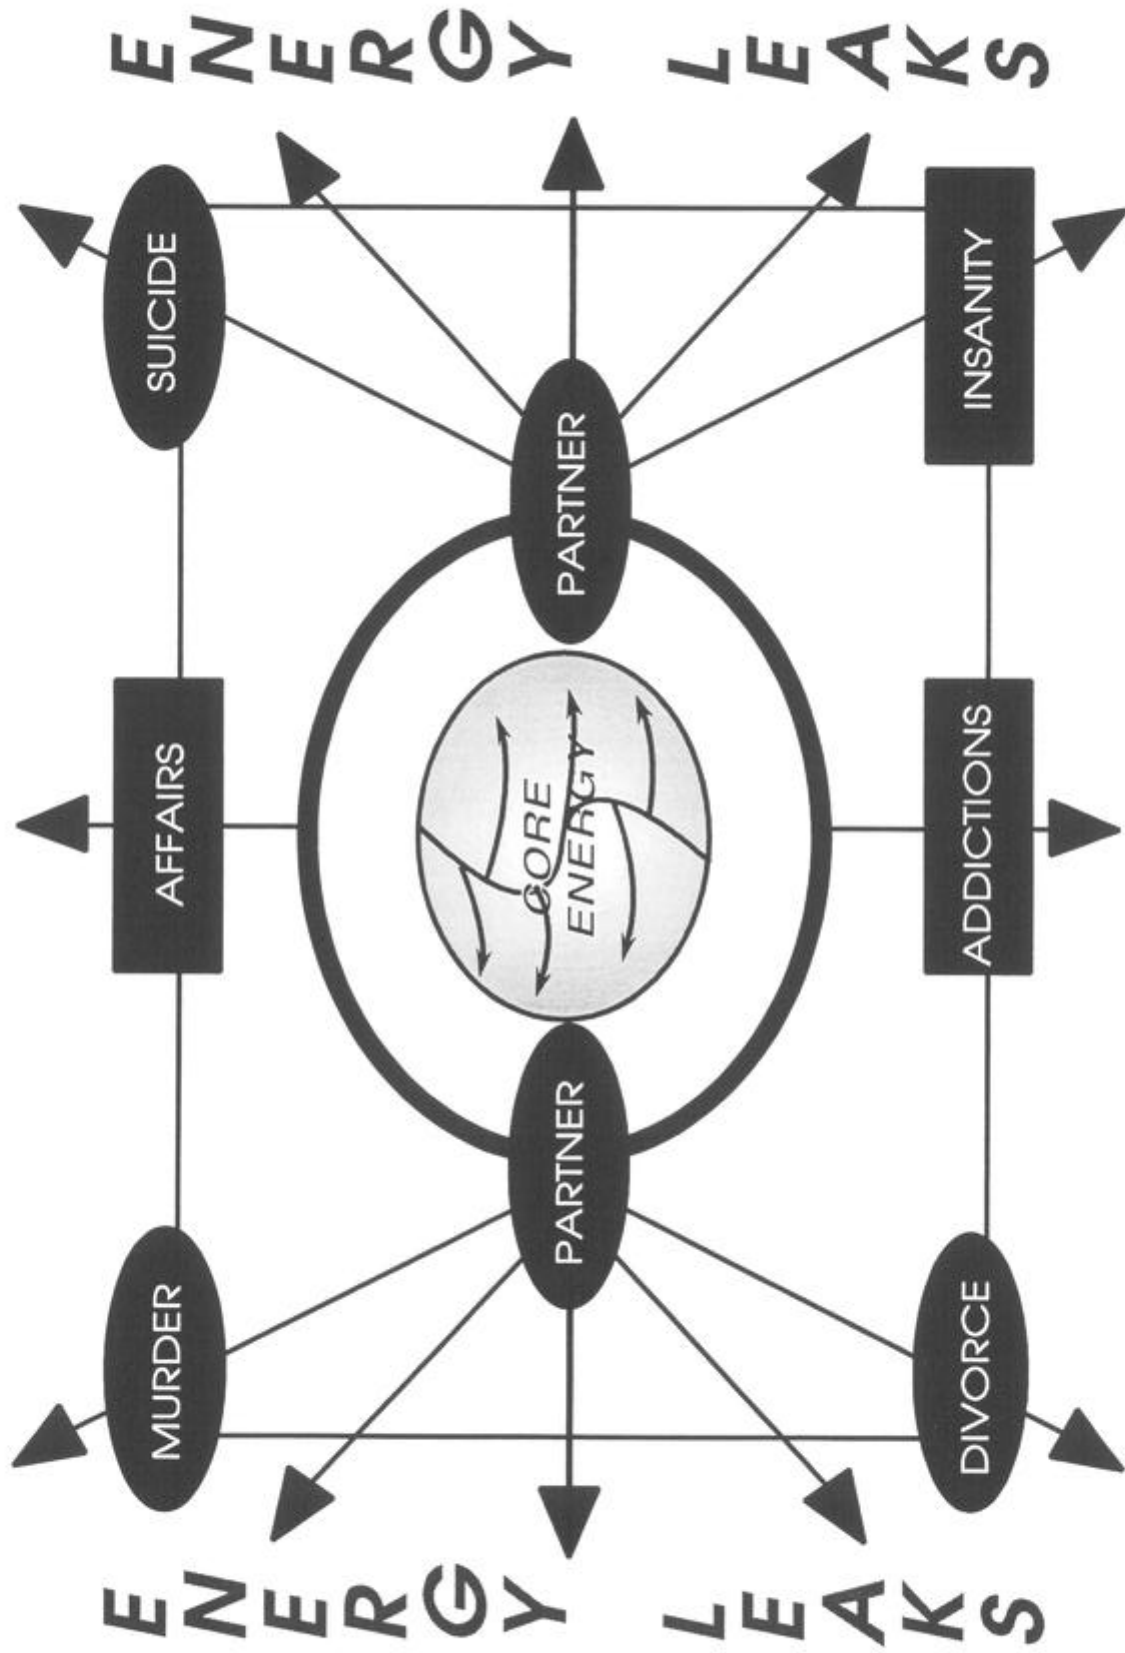 ENERGY LEAKS
MURDER
AFFAIRS
SUICIDE
PARTNER
CORE
ENERGY
PARTNER
DIVORCE
ADDICTIONS
INSANITY
ENERGY LEAKS